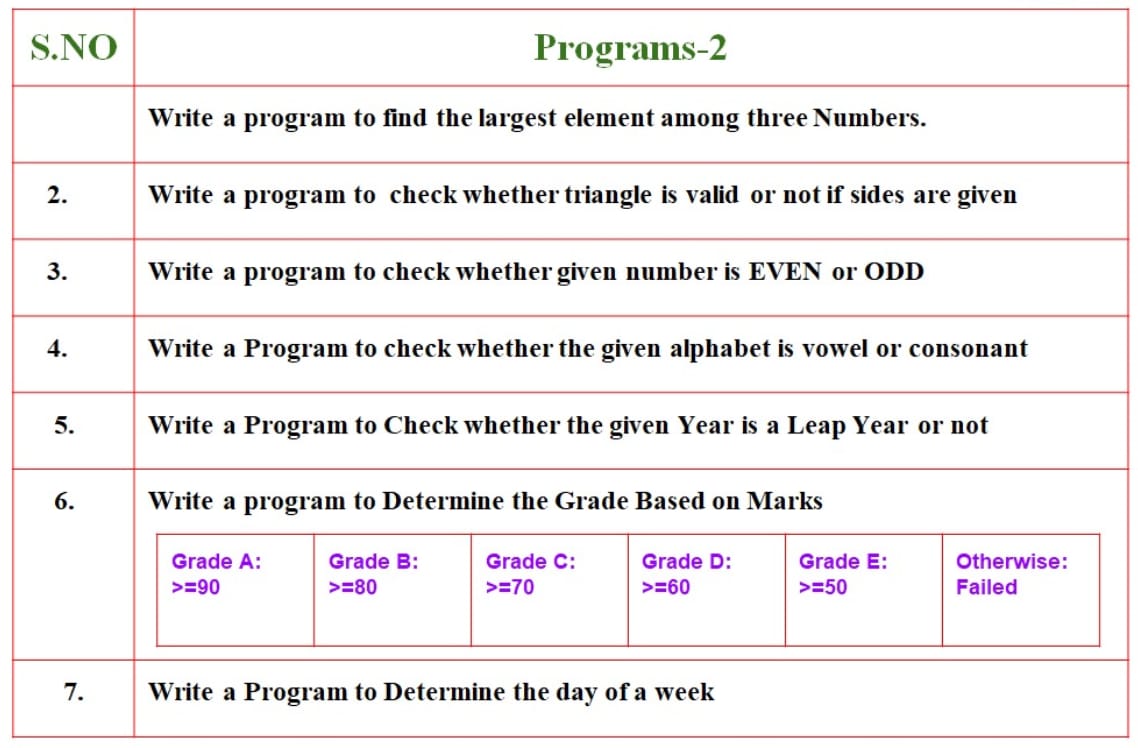 S.NO Programs-2
Write a program to find the largest element among three Numbers.
2. Write a program to check whether triangle is valid or not if sides are given
3. Write a program to check whether given number is EVEN or ODD
4. Write a Program to check whether the given alphabet is vowel or consonant
5. Write a Program to Check whether the given Year is a Leap Year or not
6. Write a program to Determine the Grade Based on Marks
Grade A: Grade B: Grade C: Grade D: Grade E: Otherwise:
>=90 >=80 >=70 >=60 >=50 Failed
7. Write a Program to Determine the day of a week